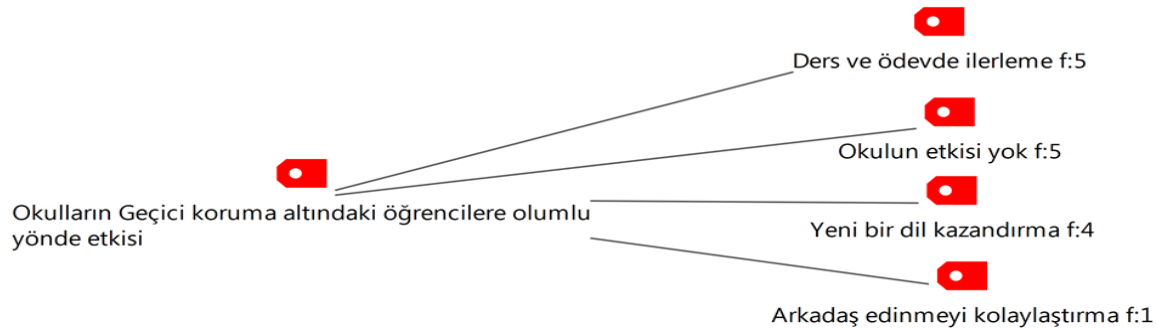 Ders ve ödevde ilerleme f:5
Okulun etkisi yok f:5
Okulların Geçici koruma altındaki öğrencilere olumlu
yönde etkisi
Yeni bir dil kazandırma f:4
Arkadaş edinmeyi kolaylaştırma f:1